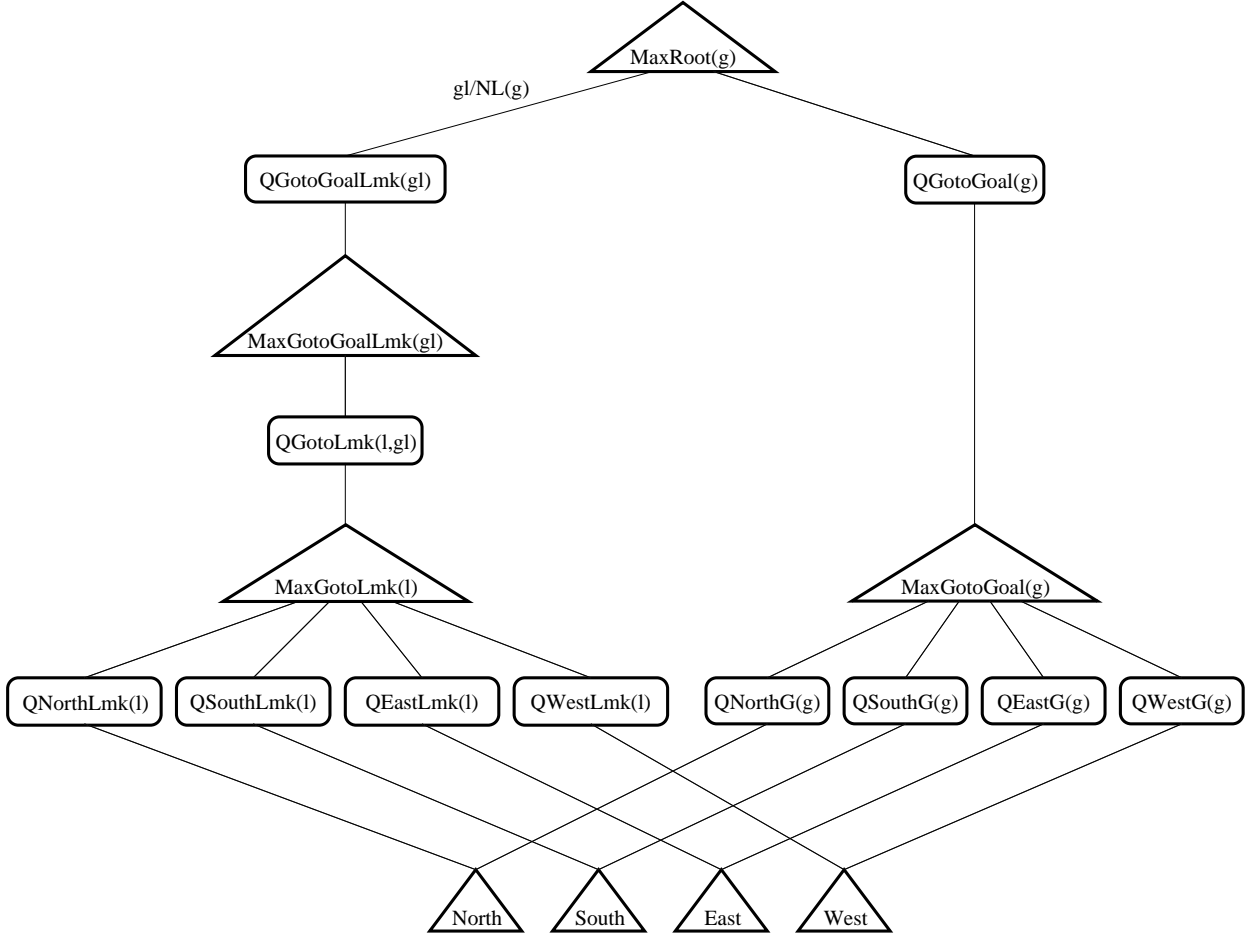 MaxRoot(g)
gl/NL(g)
QGotoGoalLmk(gl)
QGotoGoal(g)
MaxGotoGoalLmk(gl)
QGotoLmk(l,gl)
MaxGotoLmk(l)
MaxGotoGoal(g)
QNorthLmk(l)
QSouthLmk(l)
QEastLmk(l)
QWestLmk(l)
QNorthG(g)
QSouthG(g)
QEastG(g)
QWestG(g)
North
South
East
West